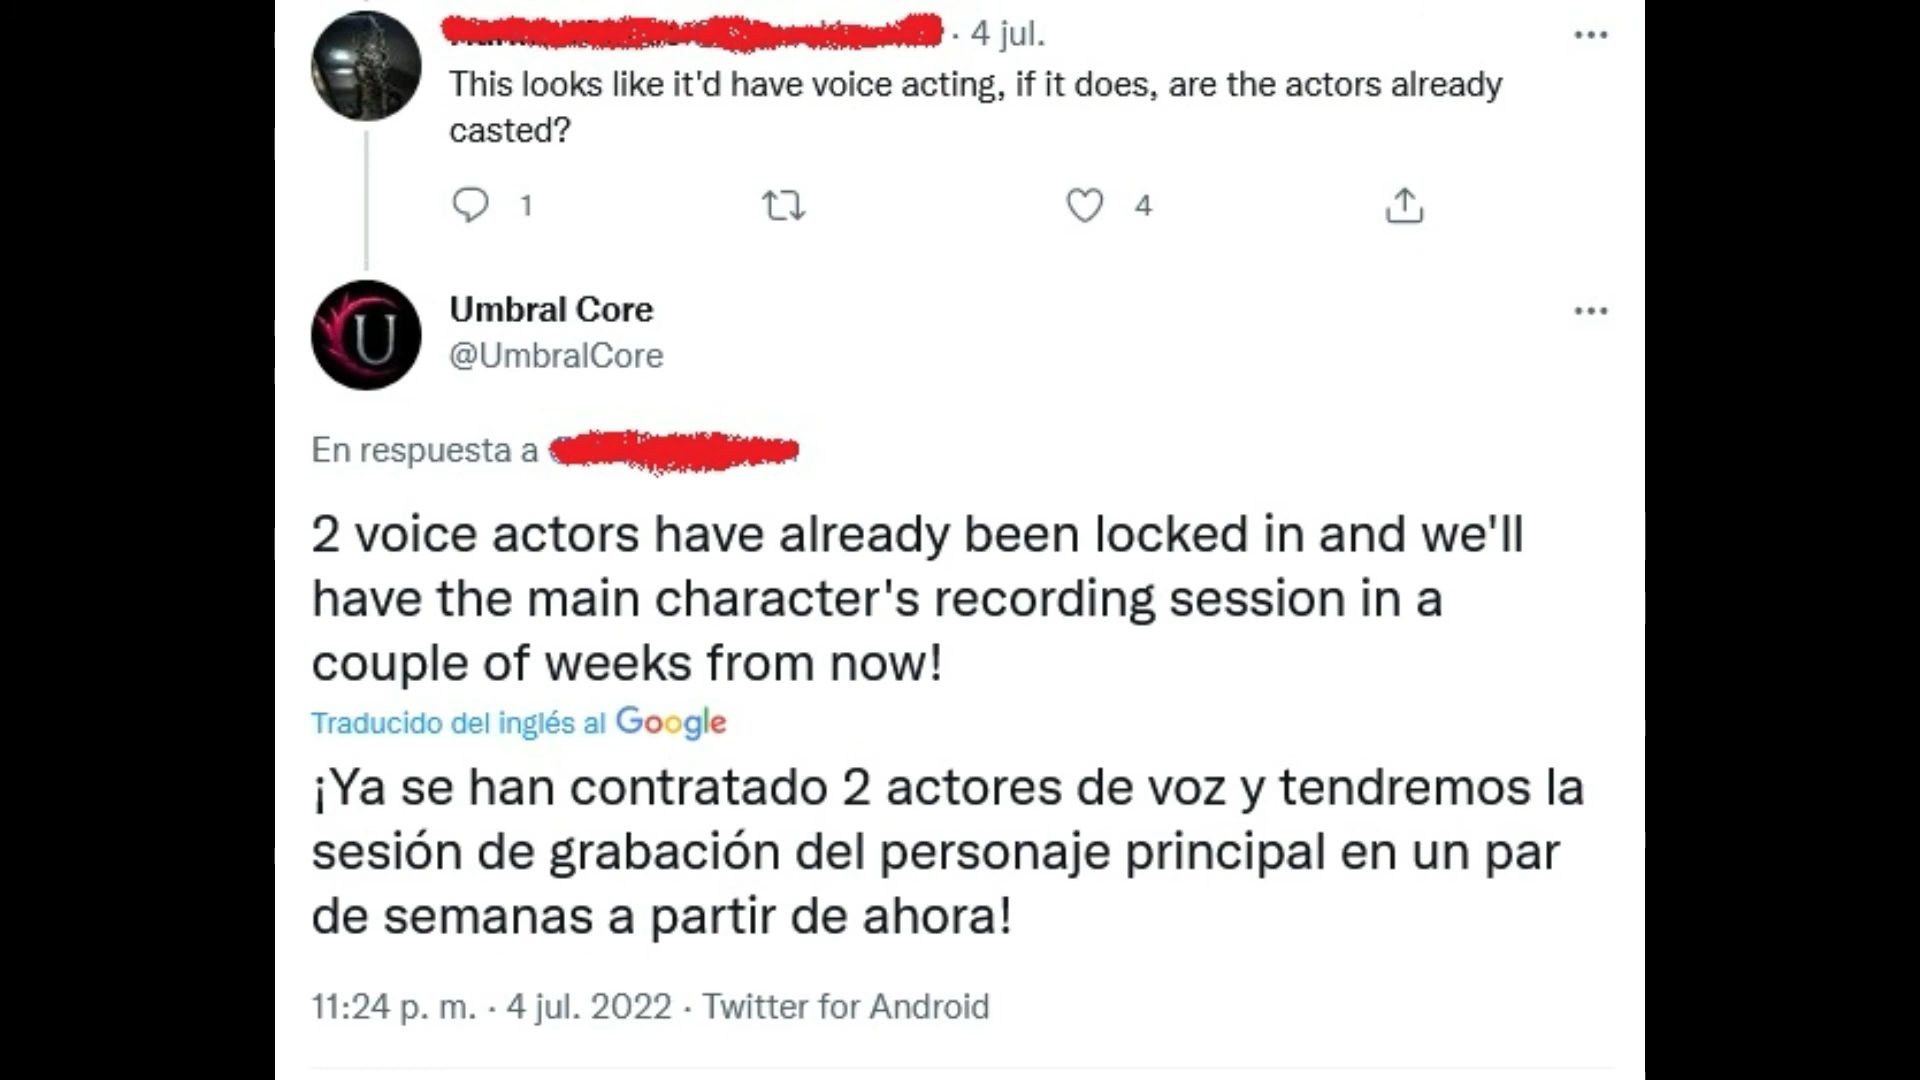 · 4 jul.
This looks like it'd have voice acting, if it does, are the actors already
casted?
1
4
U
Umbral Core
@UmbralCore
En respuesta a
2 voice actors have already been locked in and we'll
have the main character's recording session in a
couple of weeks from now!
Traducido del inglés al Google
¡Ya se han contratado 2 actores de voz y tendremos la
sesión de grabación del personaje principal en un par
de semanas a partir de ahora!
11:24 p. m. · 4 jul. 2022 · Twitter for Android